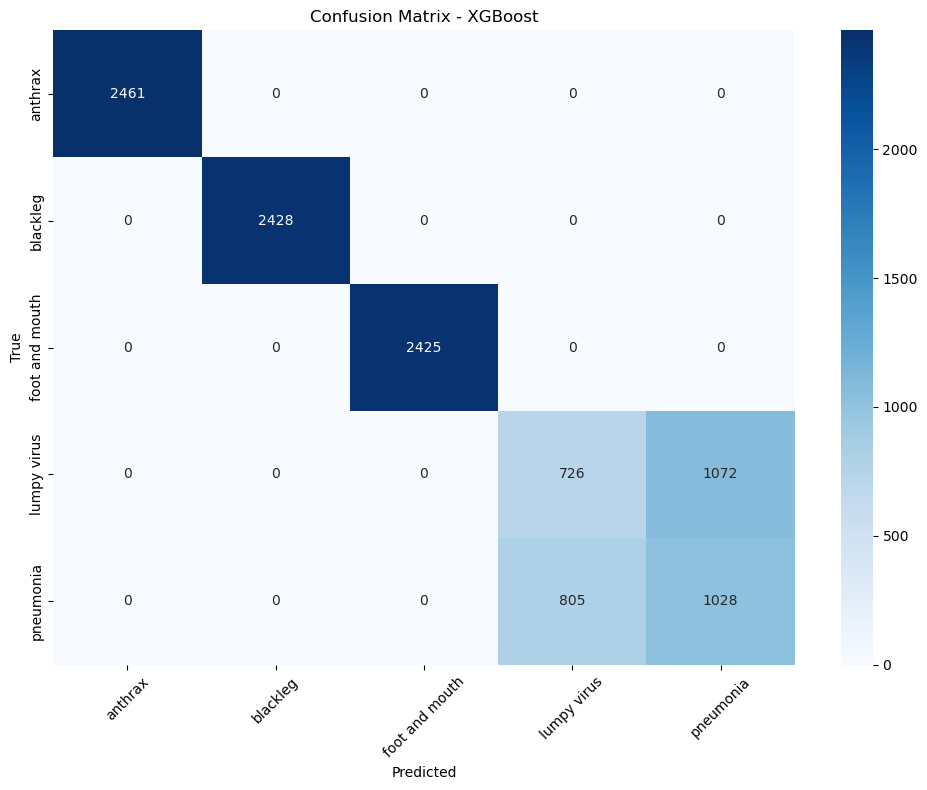 Confusion Matrix - XGBoost
anthrax 2461 0 0 0 0
blackleg 0 2428 0 0 0
foot and mouth 0 0 2425 0 0
lumpy virus 0 0 0 726 1072
pneumonia 0 0 0 805 1028
True
anthrax blackleg foot and mouth lumpy virus pneumonia
Predicted
2000
1500
1000
500
0